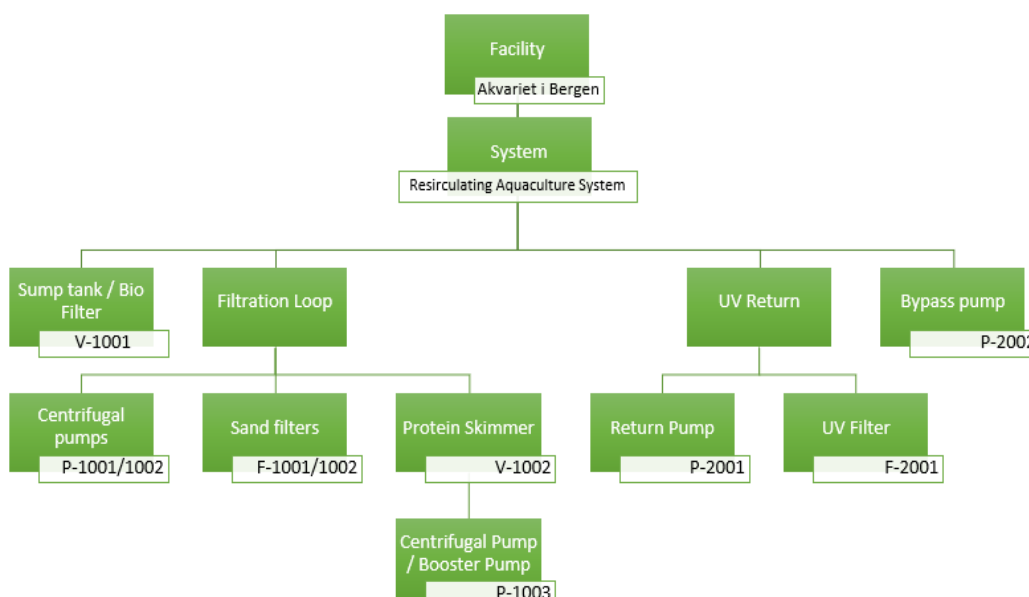 Facility
Akvariet i Bergen
System
Resirculating Aquaculture System
Sump tank / Bio
Filter
V-1001
Filtration Loop
UV Return
Bypass pump
P-2002
Centrifugal
pumps
P-1001/1002
Sand filters
F-1001/1002
Protein Skimmer
V-1002
Return Pump
P-2001
UV Filter
F-2001
Centrifugal Pump
/ Booster Pump
P-1003